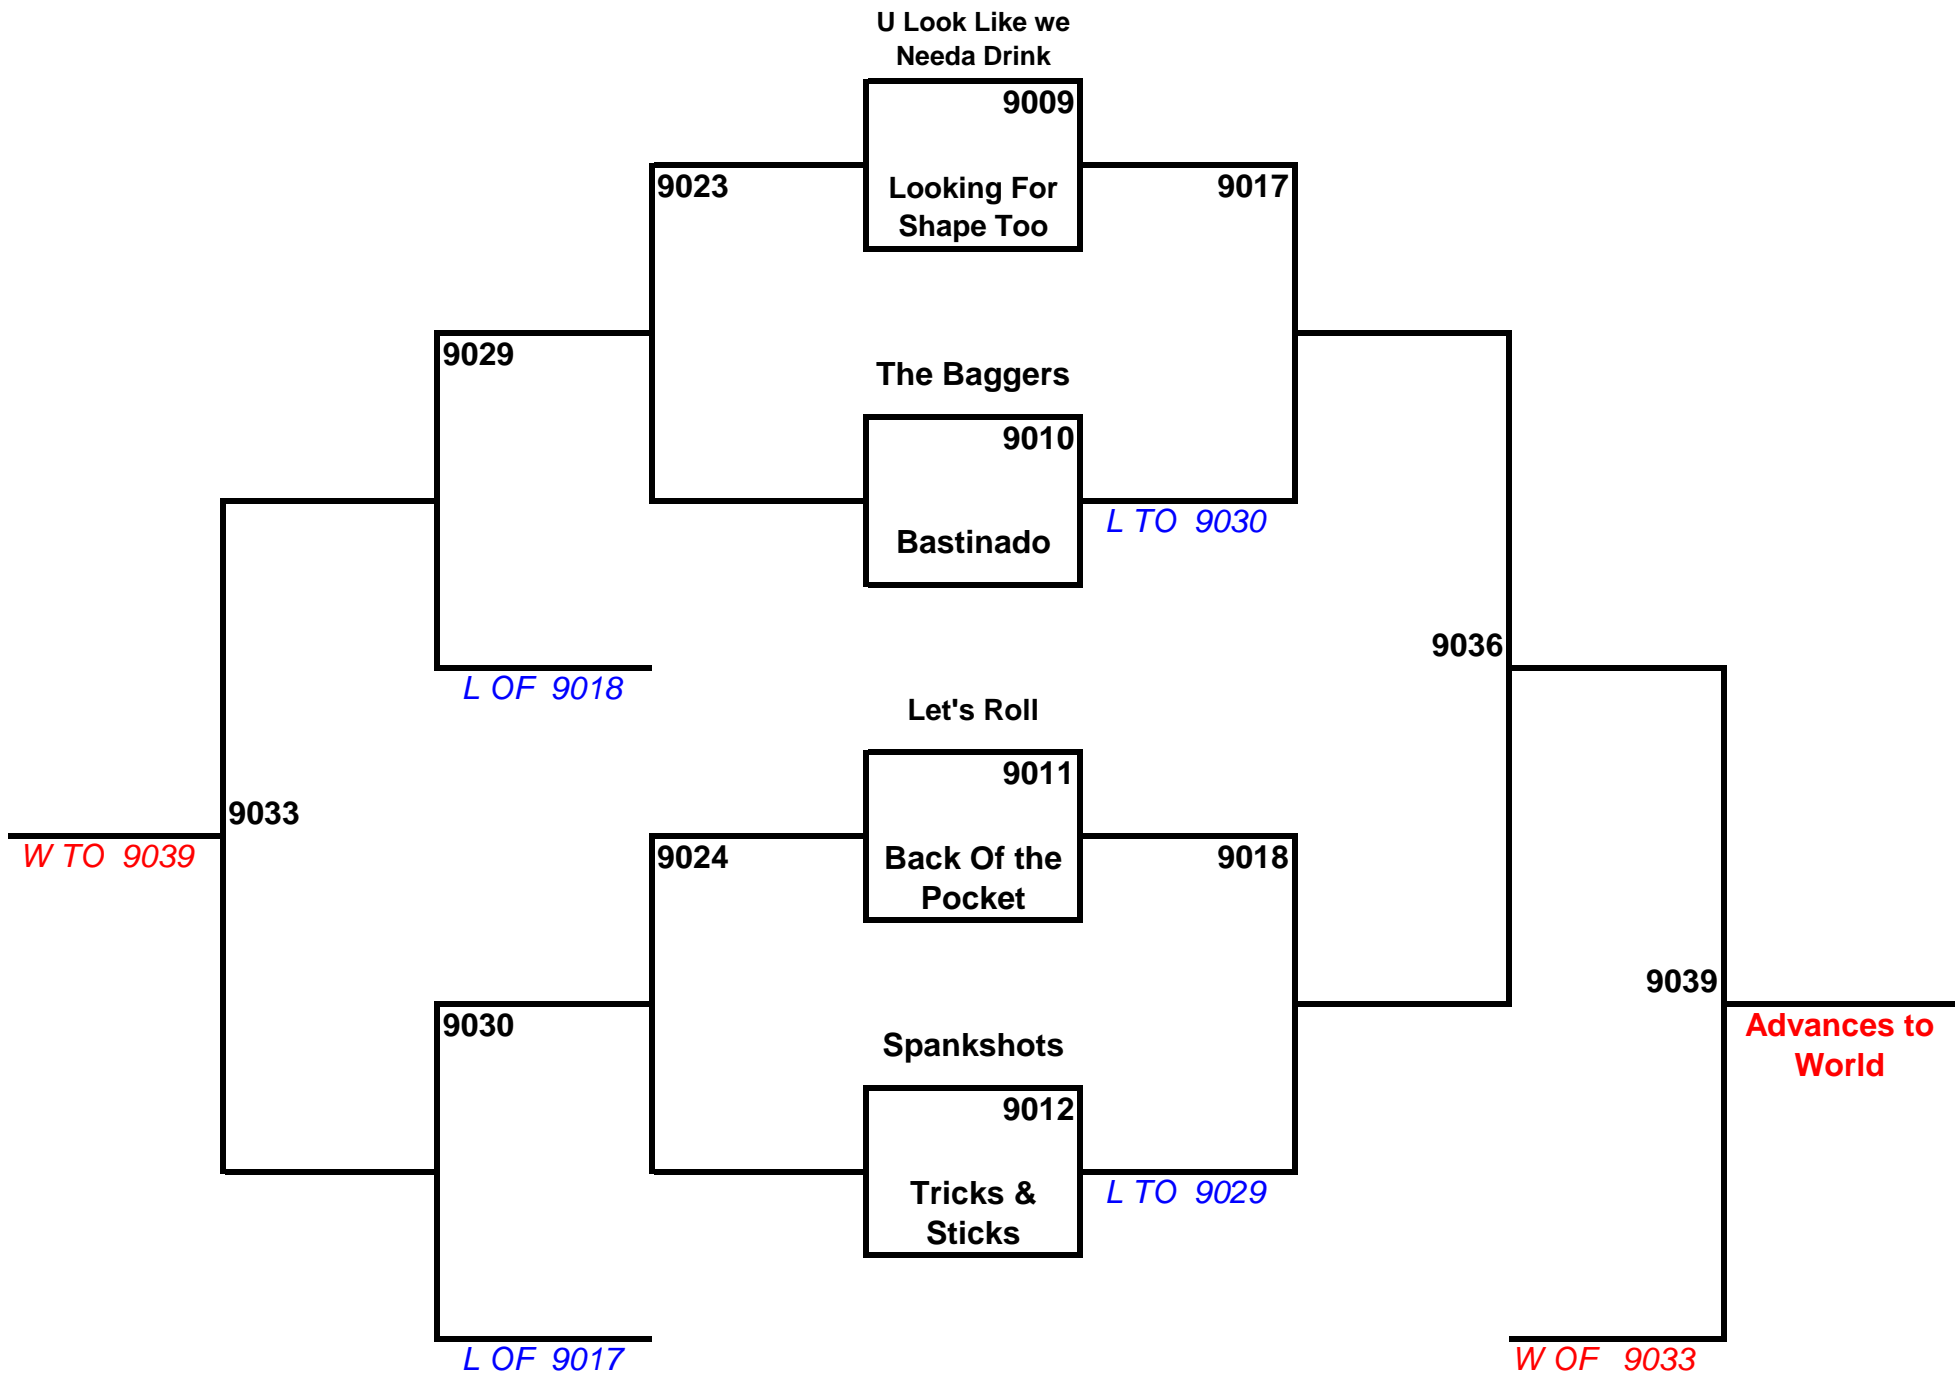 U Look Like we
Needa Drink
9009
9023
Looking For
Shape Too
9017
9029
The Baggers
9010
L TO 9030
Bastinado
9036
L OF 9018
Let's Roll
9011
9033
W TO 9039
9024
Back Of the
Pocket
9018
9039
9030
Advances to
World
Spankshots
9012
Tricks &
Sticks
L TO 9029
L OF 9017
W OF 9033